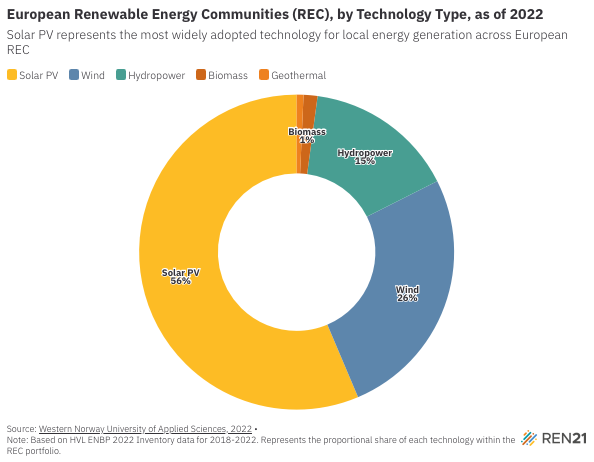 European Renewable Energy Communities (REC), by Technology Type, as of 2022
Solar PV represents the most widely adopted technology for local energy generation across European
REC
Solar PV Wind Hydropower Biomass Geothermal
Biomass
1%
Hydropower
15%
Solar PV
56%
Wind
26%
Source: Western Norway University of Applied Sciences, 2022 •
Note: Based on HVL ENBP 2022 Inventory data for 2018-2022. Represents the proportional share of each technology within the
REC portfolio.
REN21